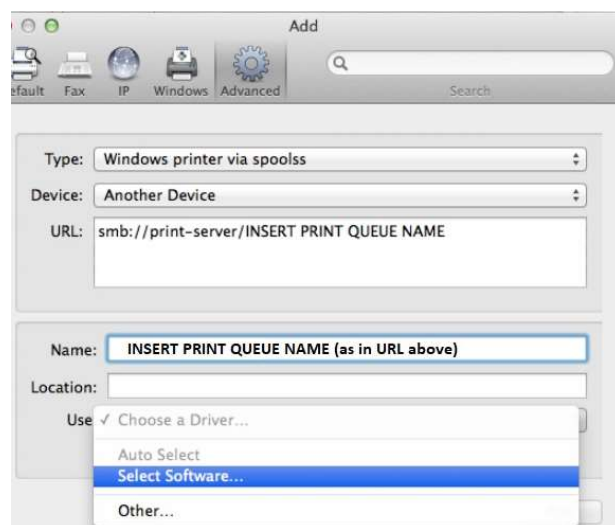 Add
efault Fax IP Windows Advanced Search
Type: Windows printer via spoolss
Device: Another Device
URL: smb://print-server/INSERT PRINT QUEUE NAME
Name: INSERT PRINT QUEUE NAME (as in URL above)
Location:
Use ✓ Choose a Driver...
Auto Select
Select Software...
Other...